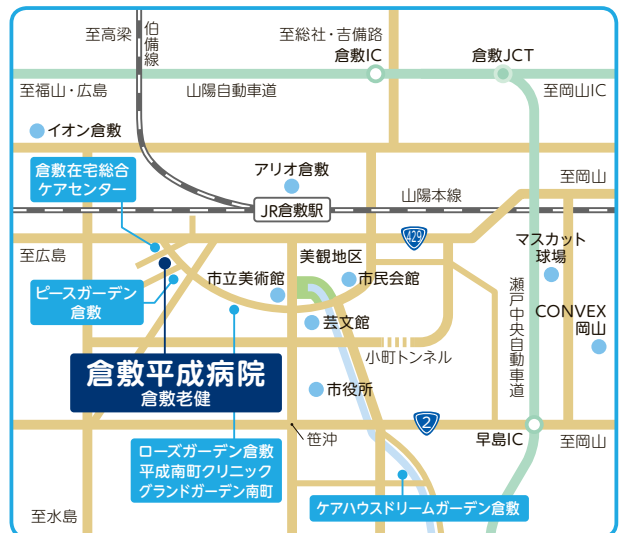 至高梁
伯備線
至総社・吉備路
倉敷IC
倉敷JCT
至福山・広島
山陽自動車道
至岡山IC
イオン倉敷
倉敷在宅総合
ケアセンター
アリオ倉敷
至岡山
山陽本線
JR倉敷駅
429
至広島
美観地区
マスカット
球場
市立美術館
市民会館
ピースガーデン
倉敷
瀬戸中央自動車道
CONVEX
岡山
芸文館
小町トンネル
倉敷平成病院
倉敷老健
市役所
2
笹沖
早島IC
至岡山
ローズガーデン倉敷
平成南町クリニック
グランドガーデン南町
ケアハウスドリームガーデン倉敷
至水島